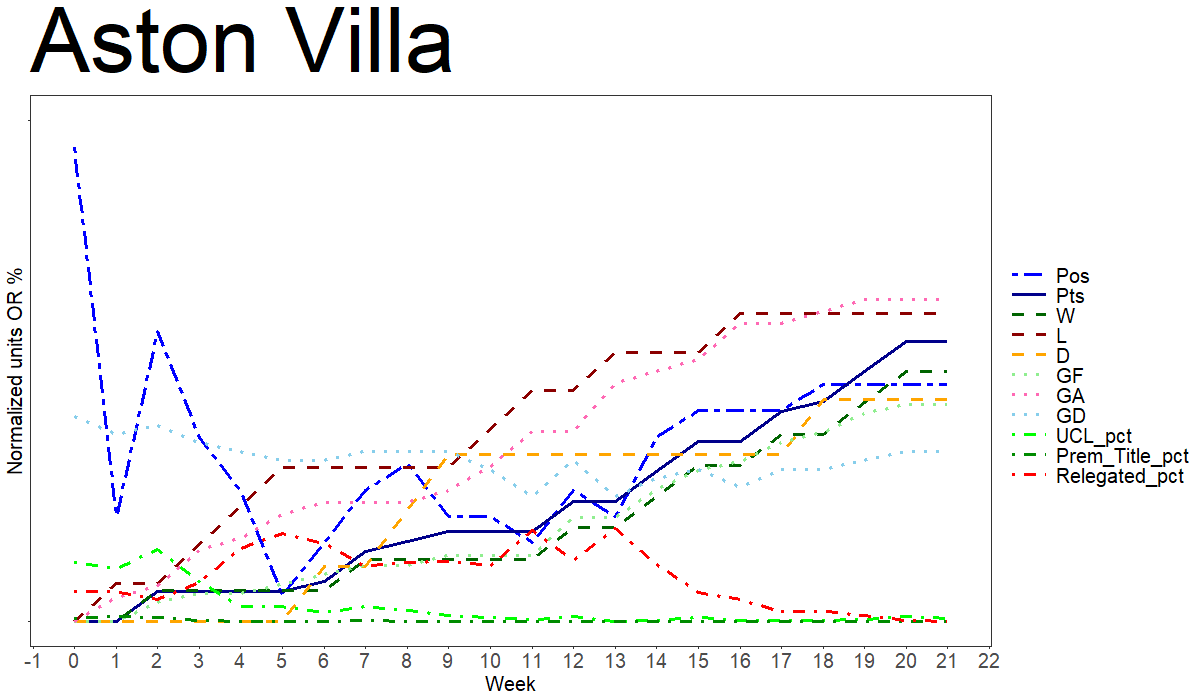 Aston Villa
Normalized units OR %
Pos
Pts
W
L
D
GF
GA
GD
UCL_pct
Prem_Title_pct
Relegated_pct
-1 0 1 2 3 4 5 6 7 8 9 10 11 12 13 14 15 16 17 18 19 20 21 22
Week